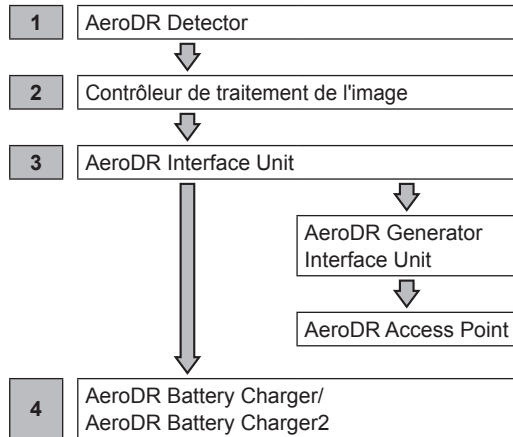 1 AeroDR Detector
2 Contrôleur de traitement de l'image
3 AeroDR Interface Unit
AeroDR Generator
Interface Unit
AeroDR Access Point
4 AeroDR Battery Charger/
AeroDR Battery Charger2